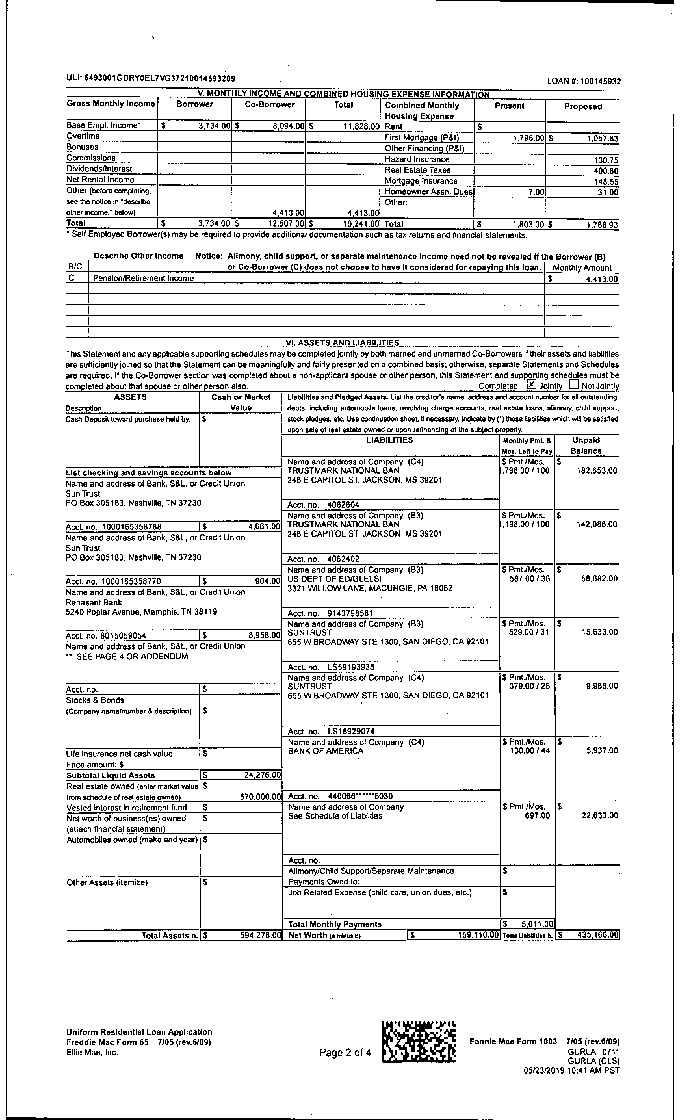 ULI: 5493001GDRY0EL7VG37210014593209
LOAN #: 100145932
V. MONTHLY INCOME AND COMBINED HOUSING EXPENSE INFORMATION
Gross Monthly Income Borrower Co-Borrower Total Combined Monthly Housing Expense Present Proposed
Base Empl. Income* $ 3,734.00 $ 8,094.00 $ 11,828.00 Rent $
Overtime First Mortgage (P&I) 1,796.00 $ 1,057.83
Bonuses Other Financing (P&I)
Commissions Hazard Insurance 130.75
Dividends/Interest Real Estate Taxes
Net Rental Income Mortgage Insurance
Other (before completing, Homeowner Assn. Dues 7.00 31.00
see the notice in "describe Other:
other income," below) 4,413.00 4,413.00
Total $ 3,734.00 $ 12,507.00 $ 16,241.00 Total $ 1,803.00 $ 1,768.93
* Self Employed Borrower(s) may be required to provide additional documentation such as tax returns and financial statements.
Describe Other Income Notice: Alimony, child support, or separate maintenance income need not be revealed if the Borrower (B)
B/C or Co-Borrower (C) does not choose to have it considered for repaying this loan. Monthly Amount
C Pension/Retirement Income $ 4,413.00
VI. ASSETS AND LIABILITIES
This Statement and any applicable supporting schedules may be completed jointly by both married and unmarried Co-Borrowers if their assets and liabilities
are sufficiently joined so that the Statement can be meaningfully and fairly presented on a combined basis; otherwise, separate Statements and Schedules
are required. If the Co-Borrower section was completed about a non-applicant spouse or other person, this Statement and supporting schedules must be
completed about that spouse or other person also. Completed X Jointly Not Jointly
ASSETS Cash or Market Value
Description
Cash Deposit toward purchase held by: $
Liabilities and Pledged Assets. List the creditor's name, address and account number for all outstanding
debts, including automobile loans, revolving charge accounts, real estate loans, alimony, child support,
stock pledges, etc. Use continuation sheet, if necessary. Indicate by (*) those liabilities which will be satisfied
upon sale of real estate owned or upon refinancing of the subject property.
LIABILITIES Monthly Pmt. & Mos. Left to Pay Unpaid Balance
List checking and savings accounts below
Name and address of Bank, S&L, or Credit Union
Sun Trust
PO Box 305183, Nashville, TN 37230
Acct. no. 1000165358788 $ 4,661.00
Name and address of Bank, S&L, or Credit Union
Sun Trust
PO Box 305183, Nashville, TN 37230
Acct. no. 1000165358770 $ 904.00
Name and address of Bank, S&L, or Credit Union
Renasant Bank
5240 Poplar Avenue, Memphis, TN 38119
Acct. no. 8015059054 $ 8,958.00
Name and address of Bank, S&L, or Credit Union
** SEE PAGE 4 OR ADDENDUM
Acct. no. $
Stocks & Bonds $
(Company name/number & description)
Life insurance net cash value $
Face amount: $
Subtotal Liquid Assets $ 24,276.00
Real estate owned (enter market value $
from schedule of real estate owned) 570,000.00
Vested interest in retirement fund $
Net worth of business(es) owned $
(attach financial statement)
Automobiles owned (make and year) $
Other Assets (itemize) $
Total Assets a. $ 594,276.00
Name and address of Company (C4) $ Pmt./Mos. $
TRUSTMARK NATIONAL BAN 1,796.00 / 100
248 E CAPITOL ST, JACKSON, MS 39201
Acct. no. 4062604
Name and address of Company (B3) $ Pmt./Mos. $
TRUSTMARK NATIONAL BAN 1,198.00 / 100
248 E CAPITOL ST, JACKSON, MS 39201
Acct. no. 4062402
Name and address of Company (B3) $ Pmt./Mos. $
US DEPT OF ED/GLELSI 587.00 / 36
3321 WILLOW LANE, MACUNGIE, PA 18062
Acct. no. 9143798581
Name and address of Company (B3) $ Pmt./Mos. $
SUNTRUST 529.00 / 31 15,633.00
655 W BROADWAY STE 1300, SAN DIEGO, CA 92101
Acct. no. LS59193935
Name and address of Company (C4) $ Pmt./Mos. $
SUNTRUST 379.00 / 26
655 W BROADWAY STE 1300, SAN DIEGO, CA 92101
Acct. no. LS16929074
Name and address of Company (C4) $ Pmt./Mos. $
BANK OF AMERICA 130.00 / 44 5,937.00
Acct. no. 440066******6030
Name and address of Company $ Pmt./Mos. $
See Schedule of Liabilities 697.00 22,633.00
Acct. no.
Alimony/Child Support/Separate Maintenance $
Payments Owed to:
Job Related Expense (child care, union dues, etc.) $
Total Monthly Payments $ 5,011.00
Net Worth (a minus b) $ 159,110.00 Total Liabilities b. $ 435,166.00
Uniform Residential Loan Application
Freddie Mac Form 65 7/05 (rev.6/09)
Ellie Mae, Inc.
Page 2 of 4
Fannie Mae Form 1003 7/05 (rev.6/09)
GURLA 0711
GURLA (CLS)
05/23/2019 10:41 AM PST